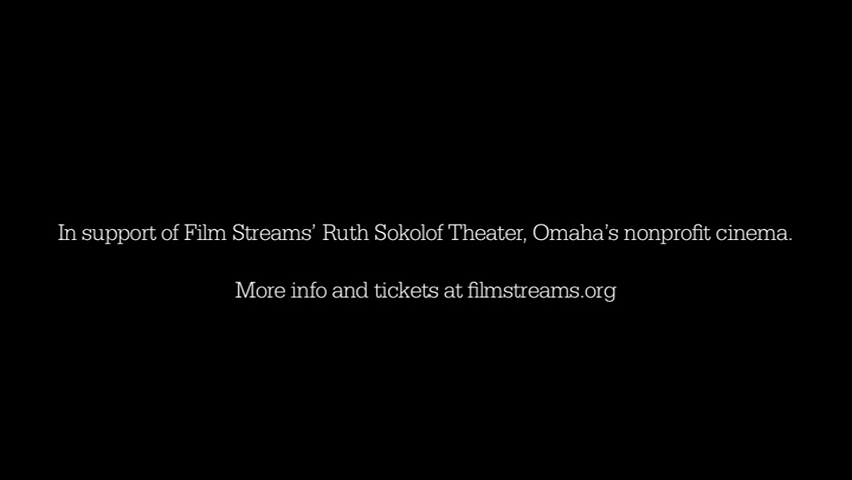 In support of Film Streams’ Ruth Sokolof Theater, Omaha’s nonprofit cinema.
More info and tickets at filmstreams.org